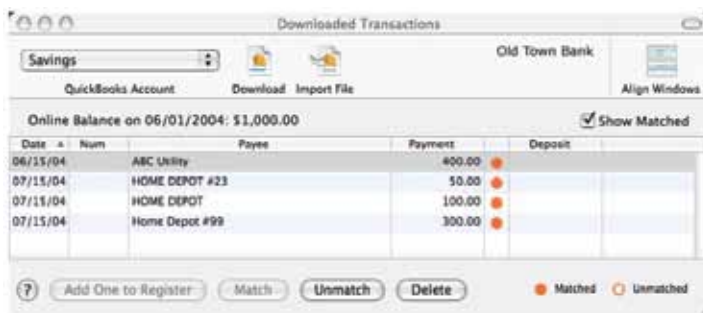 Downloaded Transactions
Savings
Old Town Bank
QuickBooks Account Download Import File Align Windows
Online Balance on 06/01/2004: $1,000.00 Show Matched
Date Num Payee Payment Deposit
06/15/04 ABC Utility 400.00
07/15/04 HOME DEPOT #23 50.00
07/15/04 HOME DEPOT 100.00
07/15/04 Home Depot #99 300.00
? Add One to Register Match Unmatch Delete Matched Unmatched